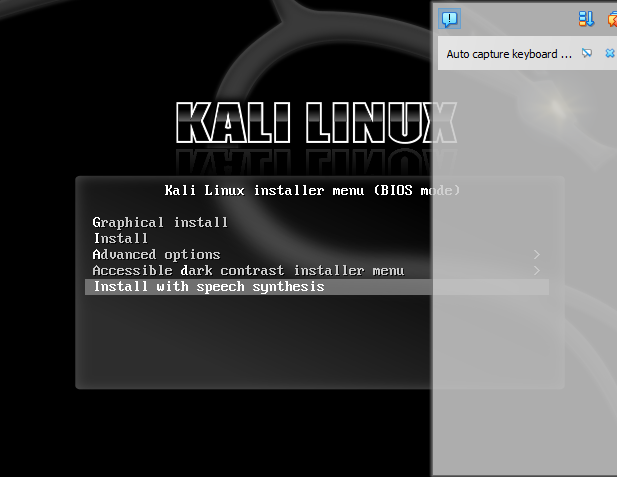 Auto capture keyboard ...
KALI LINUX
Kali Linux installer menu (BIOS mode)
Graphical install
Install
Advanced options >
Accessible dark contrast installer menu >
Install with speech synthesis